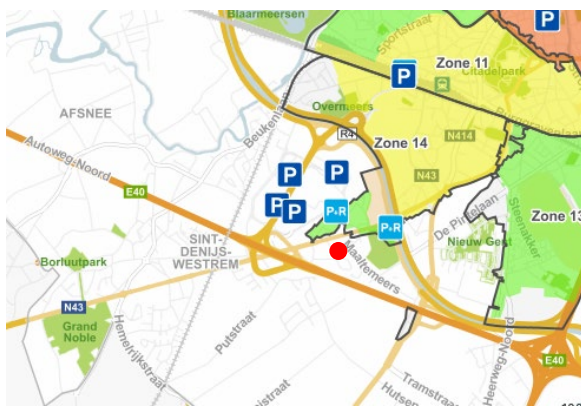 Blaarmeersen
Sportstraat
P
Zone 11
P
Citadelpark
AFSNEE
Overmeers
Beukenlaan
R4
Zone 14
N414
Autoweg-Noord
N43
P
P
E40
P
P
P+R
P+R
De Pintelaan
Steenakker
Zone 13
SINT-
DENIJS-
WESTREM
Maaltemeers
Nieuw Gent
Borluutpark
N43
Grand
Noble
Hemelrijkstraat
Putstraat
Heerweg-Noord
E40
Tramstraat
Hutsep